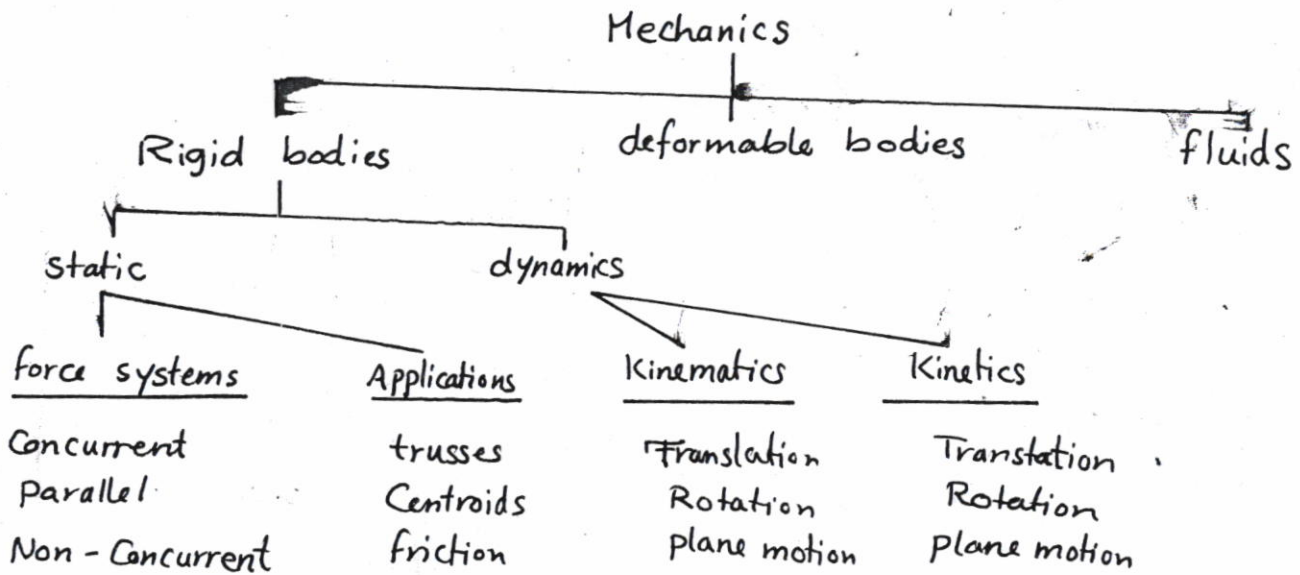 Mechanics
Rigid bodies deformable bodies fluids
static dynamics
force systems Applications Kinematics Kinetics
Concurrent trusses Translation Translation
Parallel Centroids Rotation Rotation
Non-Concurrent friction plane motion plane motion